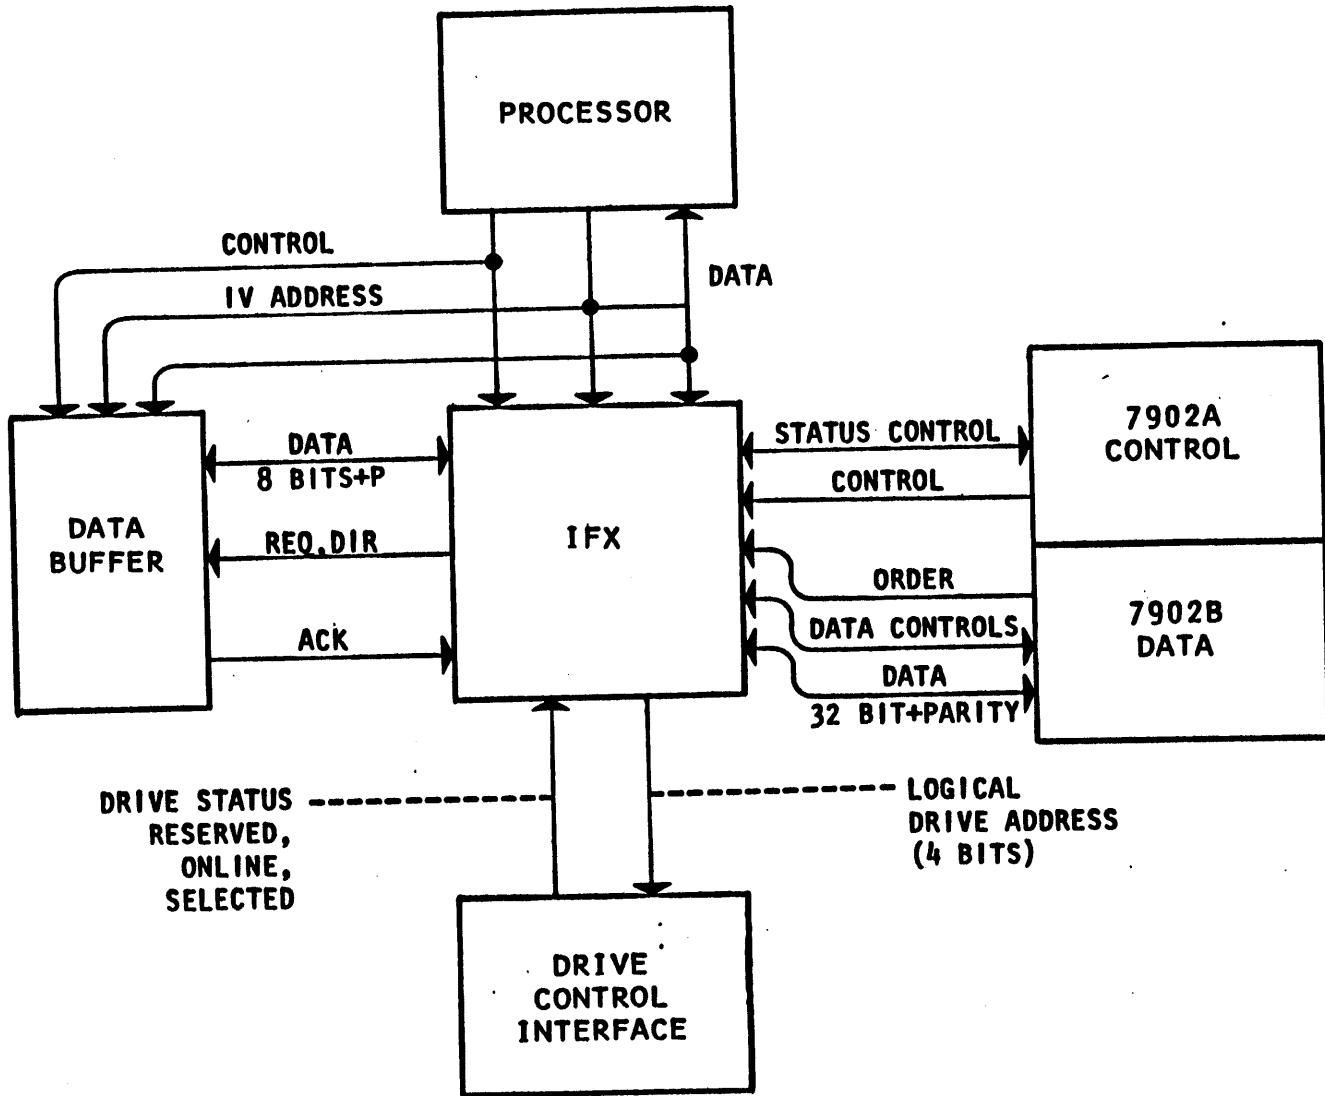 PROCESSOR
CONTROL
IV ADDRESS
DATA
DATA
8 BITS+P
REQ.DIR
ACK
DATA
BUFFER
IFX
STATUS CONTROL
CONTROL
ORDER
DATA CONTROLS
DATA
32 BIT+PARITY
7902A
CONTROL
7902B
DATA
DRIVE STATUS
RESERVED,
ONLINE,
SELECTED
LOGICAL
DRIVE ADDRESS
(4 BITS)
DRIVE
CONTROL
INTERFACE